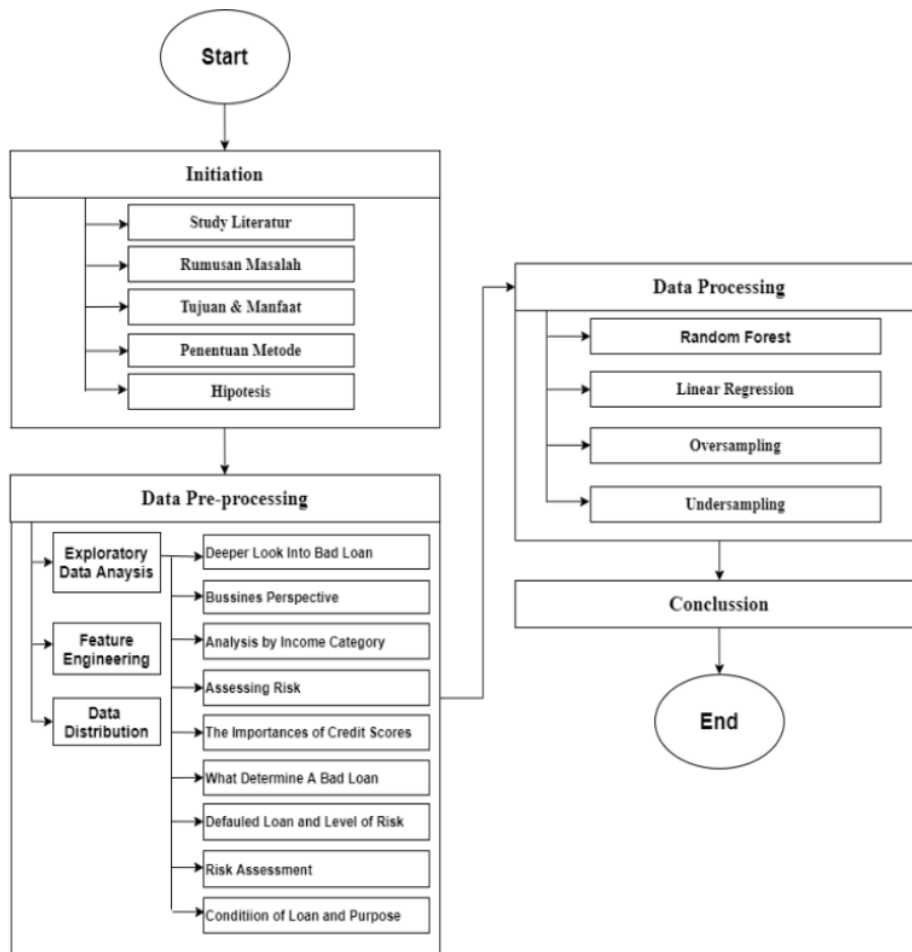 Start
Initiation
Study Literatur
Rumusan Masalah
Tujuan & Manfaat
Penentuan Metode
Hipotesis
Data Pre-processing
Exploratory
Data Anaysis
Feature
Engineering
Data
Distribution
Deeper Look Into Bad Loan
Bussines Perspective
Analysis by Income Category
Assessing Risk
The Importances of Credit Scores
What Determine A Bad Loan
Defauled Loan and Level of Risk
Risk Assessment
Conditiion of Loan and Purpose
Data Processing
Random Forest
Linear Regression
Oversampling
Undersampling
Conclussion
End